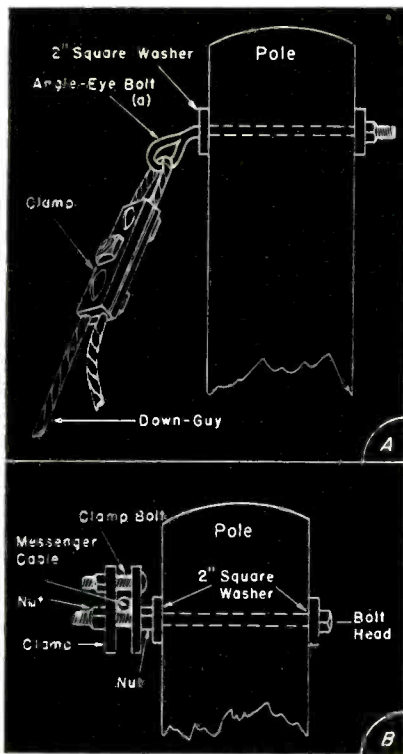 2" Square Washer
Pole
Angle-Eye Bolt
(a)
Clamp
Down-Guy
A
Clamp Bolt
Messenger
Cable
Pole
2" Square
Washer
Nut
Bolt
Head
Clamp
Nut
B